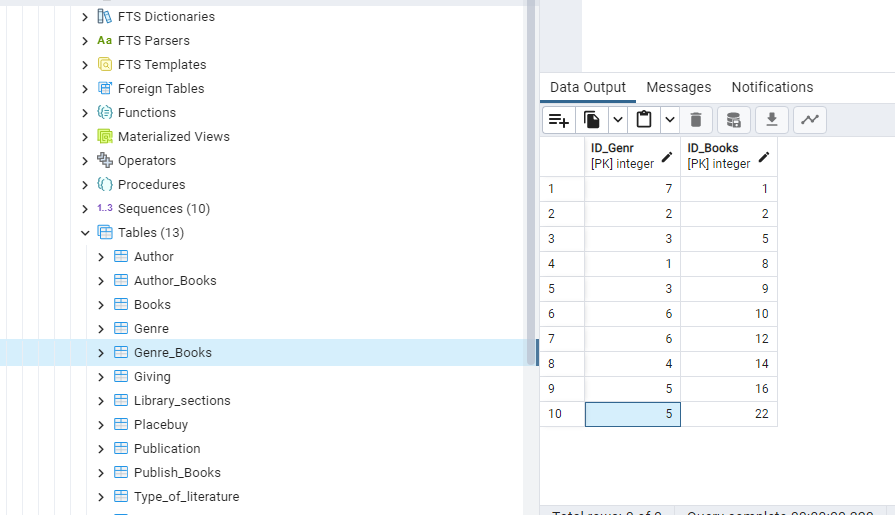 FTS Dictionaries
Aa FTS Parsers
FTS Templates
Foreign Tables
Functions
Materialized Views
Operators
Procedures
1..3 Sequences (10)
Tables (13)
Author
Author_Books
Books
Genre
Genre_Books
Giving
Library_sections
Placebuy
Publication
Publish_Books
Type_of_literature
Data Output Messages Notifications
ID_Genr ID_Books
[PK] integer [PK] integer
1 7 1
2 2 2
3 3 5
4 1 8
5 3 9
6 6 10
7 6 12
8 4 14
9 5 16
10 5 22